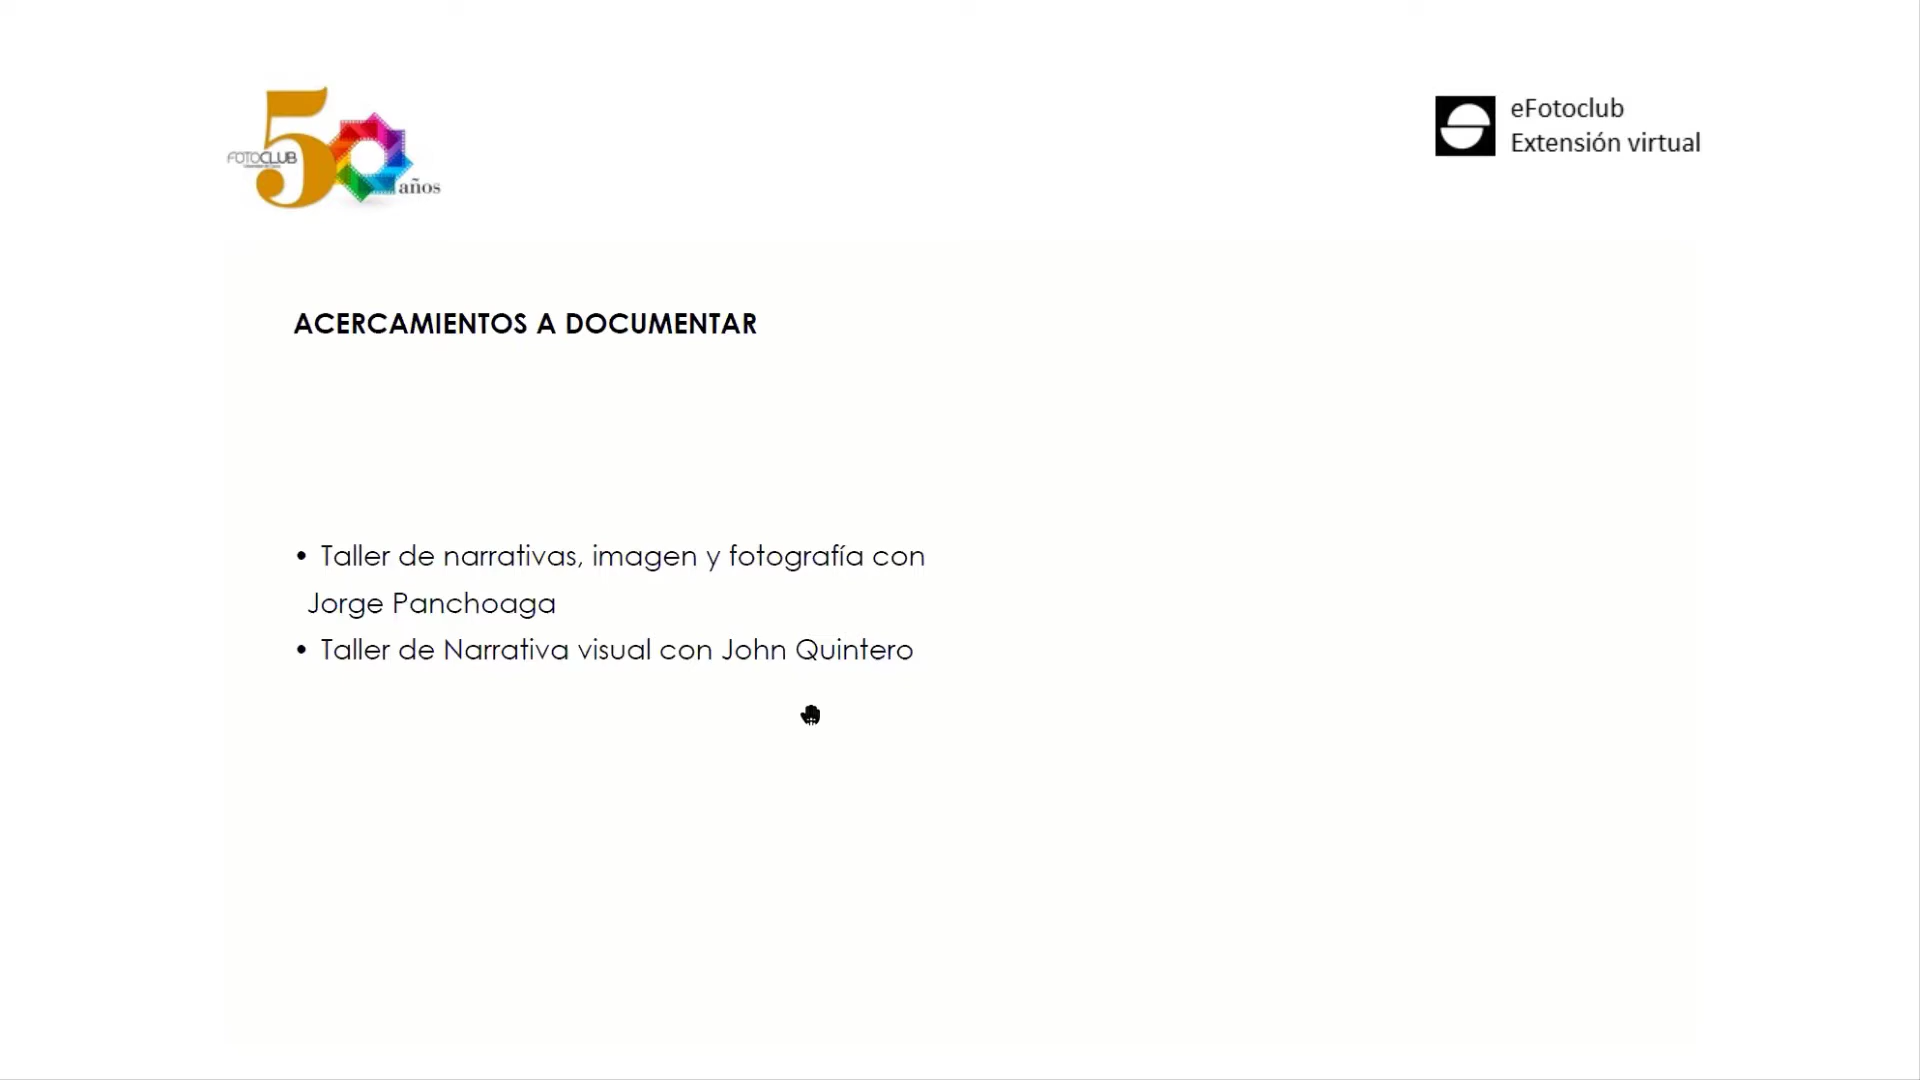 50
FOTOCLUB
años
eFotoclub
Extensión virtual
ACERCAMIENTOS A DOCUMENTAR
• Taller de narrativas, imagen y fotografía con
Jorge Panchoaga
• Taller de Narrativa visual con John Quintero